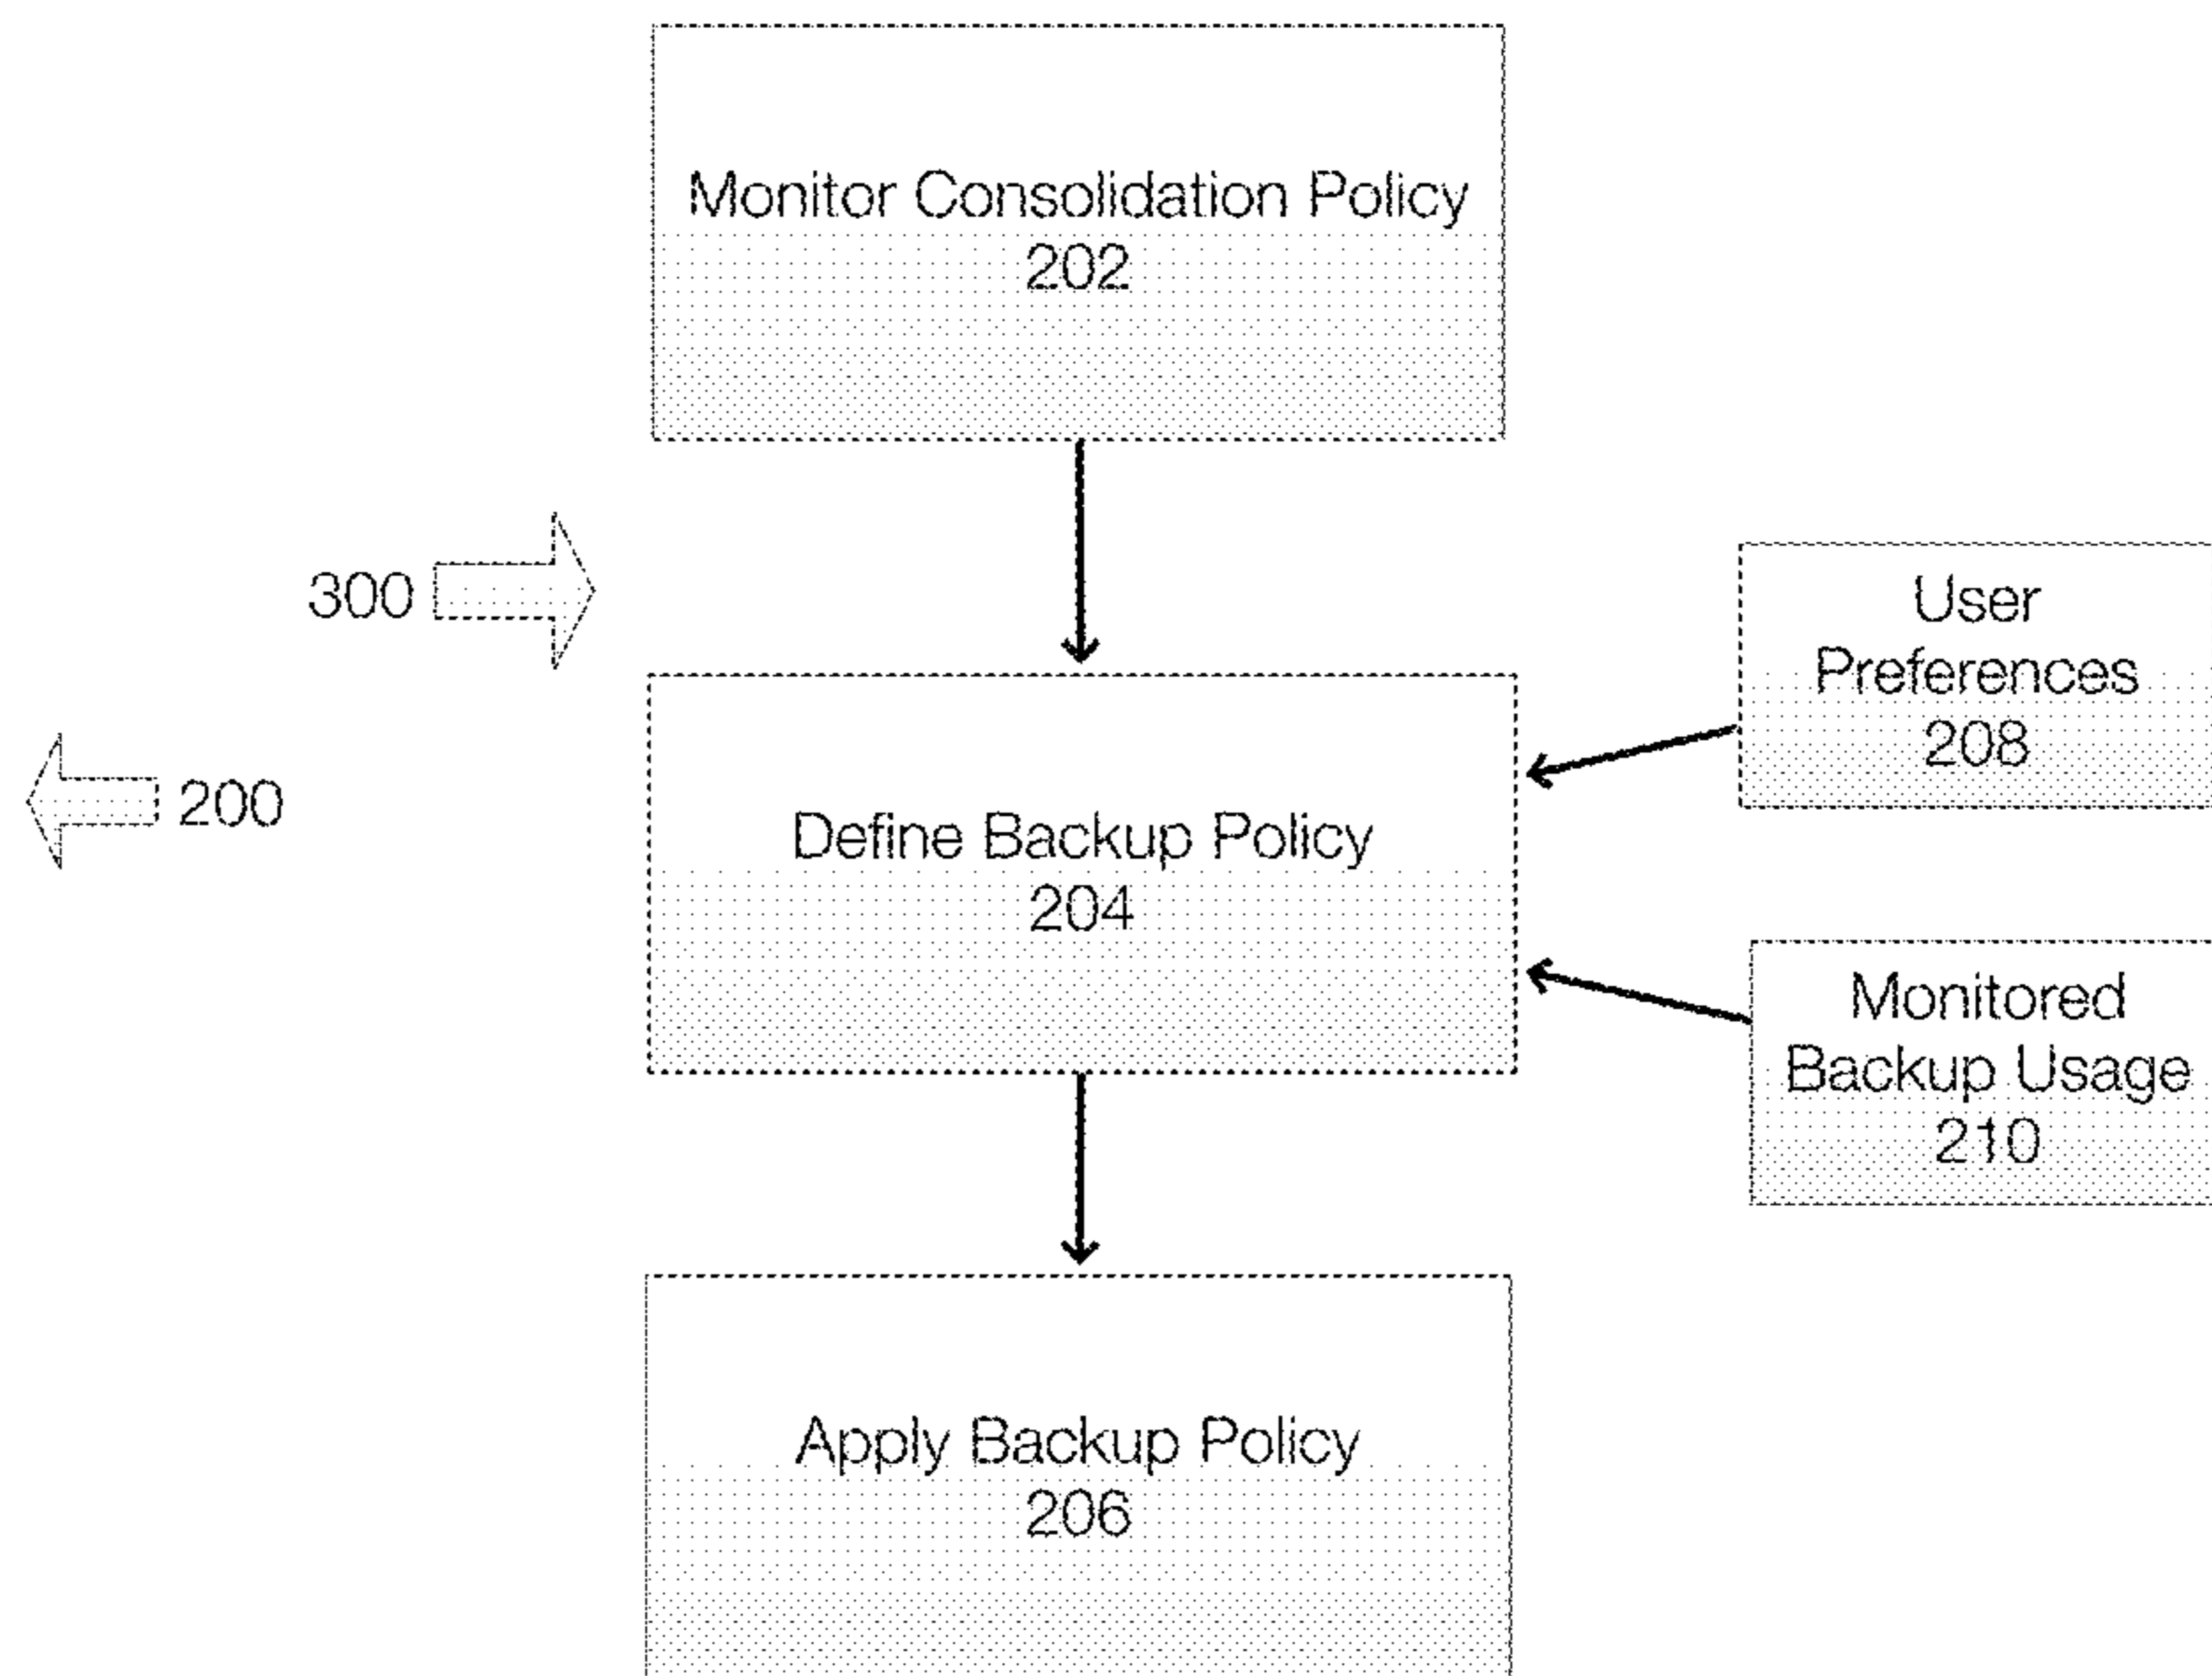 Monitor Consolidation Policy
202
300
200
User
Preferences
208
Define Backup Policy
204
Monitored
Backup Usage
210
Apply Backup Policy
206